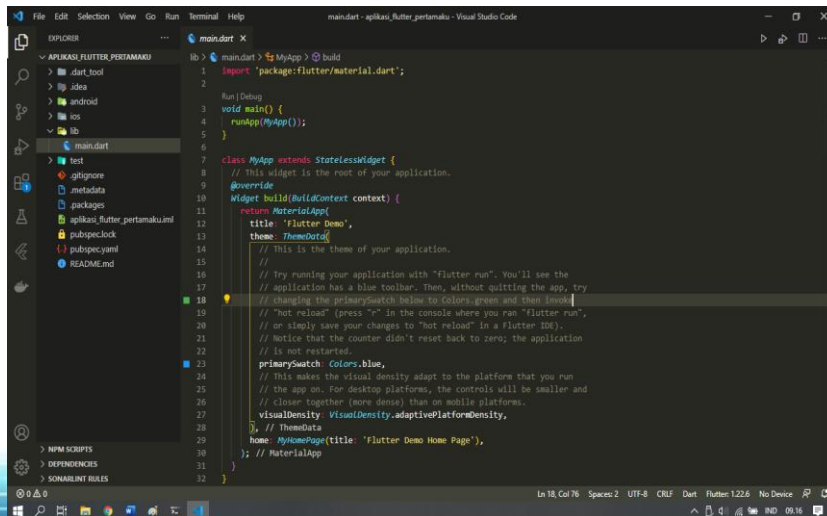 File Edit Selection View Go Run Terminal Help main.dart - aplikasi_flutter_pertamaku - Visual Studio Code
EXPLORER ...
APLIKASI_FLUTTER_PERTAMAKU
.dart_tool
.idea
android
ios
lib
main.dart
test
.gitignore
.metadata
.packages
aplikasi_flutter_pertamaku.iml
pubspec.lock
pubspec.yaml
README.md
NPM SCRIPTS
DEPENDENCIES
SONARLINT RULES
main.dart ×
lib > main.dart > MyApp > build
1 import 'package:flutter/material.dart';
2
Run | Debug
3 void main() {
4 runApp(MyApp());
5 }
6
7 class MyApp extends StatelessWidget {
8 // This widget is the root of your application.
9 @override
10 Widget build(BuildContext context) {
11 return MaterialApp(
12 title: 'Flutter Demo',
13 theme: ThemeData(
14 // This is the theme of your application.
15 //
16 // Try running your application with "flutter run". You'll see the
17 // application has a blue toolbar. Then, without quitting the app, try
18 // changing the primarySwatch below to Colors.green and then invoke
19 // "hot reload" (press "r" in the console where you ran "flutter run",
20 // or simply save your changes to "hot reload" in a Flutter IDE).
21 // Notice that the counter didn't reset back to zero; the application
22 // is not restarted.
23 primarySwatch: Colors.blue,
24 // This makes the visual density adapt to the platform that you run
25 // the app on. For desktop platforms, the controls will be smaller and
26 // closer together (more dense) than on mobile platforms.
27 visualDensity: VisualDensity.adaptivePlatformDensity,
28 ), // ThemeData
29 home: MyHomePage(title: 'Flutter Demo Home Page'),
30 ); // MaterialApp
31 }
32 }
0 0 Ln 18, Col 76 Spaces: 2 UTF-8 CRLF Dart Flutter: 1.22.6 No Device
IND 09.16